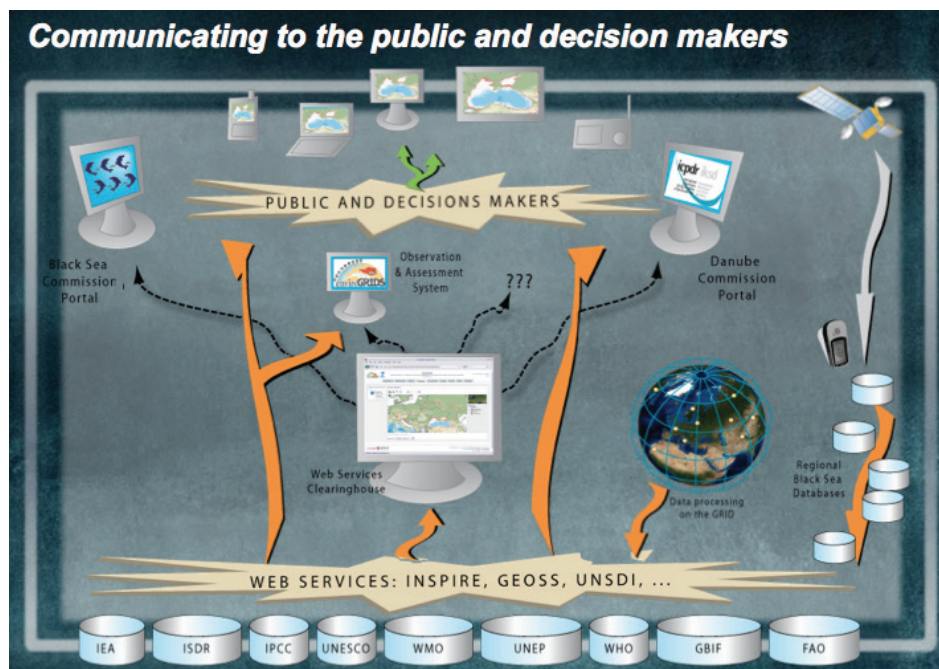 Communicating to the public and decision makers
icpdr iksd
PUBLIC AND DECISIONS MAKERS
Black Sea
Commission
Portal
Observation
& Assessment
System
???
Danube
Commission
Portal
enviroGRIDS
Web Services
Clearinghouse
Data processing
on the GRID
Regional
Black Sea
Databases
WEB SERVICES: INSPIRE, GEOSS, UNSDI, ...
IEA
ISDR
IPCC
UNESCO
WMO
UNEP
WHO
GBIF
FAO